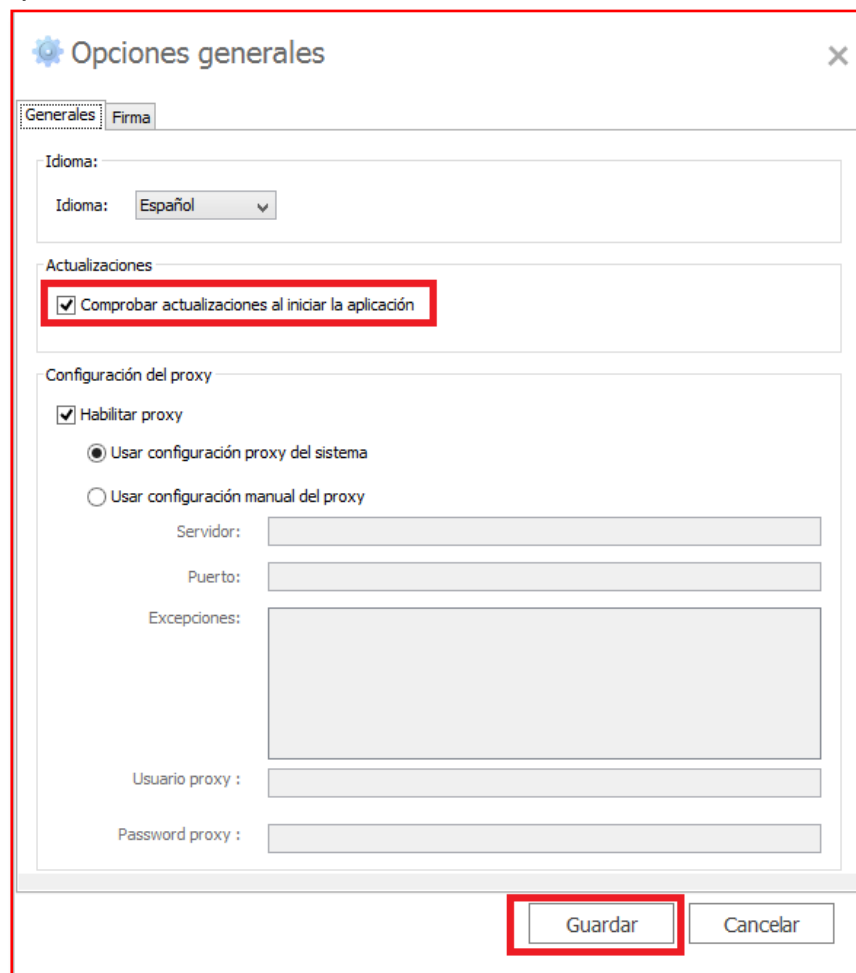 Opciones generales
Generales Firma
Idioma:
Idioma: Español
Actualizaciones
Comprobar actualizaciones al iniciar la aplicación
Configuración del proxy
Habilitar proxy
Usar configuración proxy del sistema
Usar configuración manual del proxy
Servidor:
Puerto:
Excepciones:
Usuario proxy :
Password proxy :
Guardar Cancelar